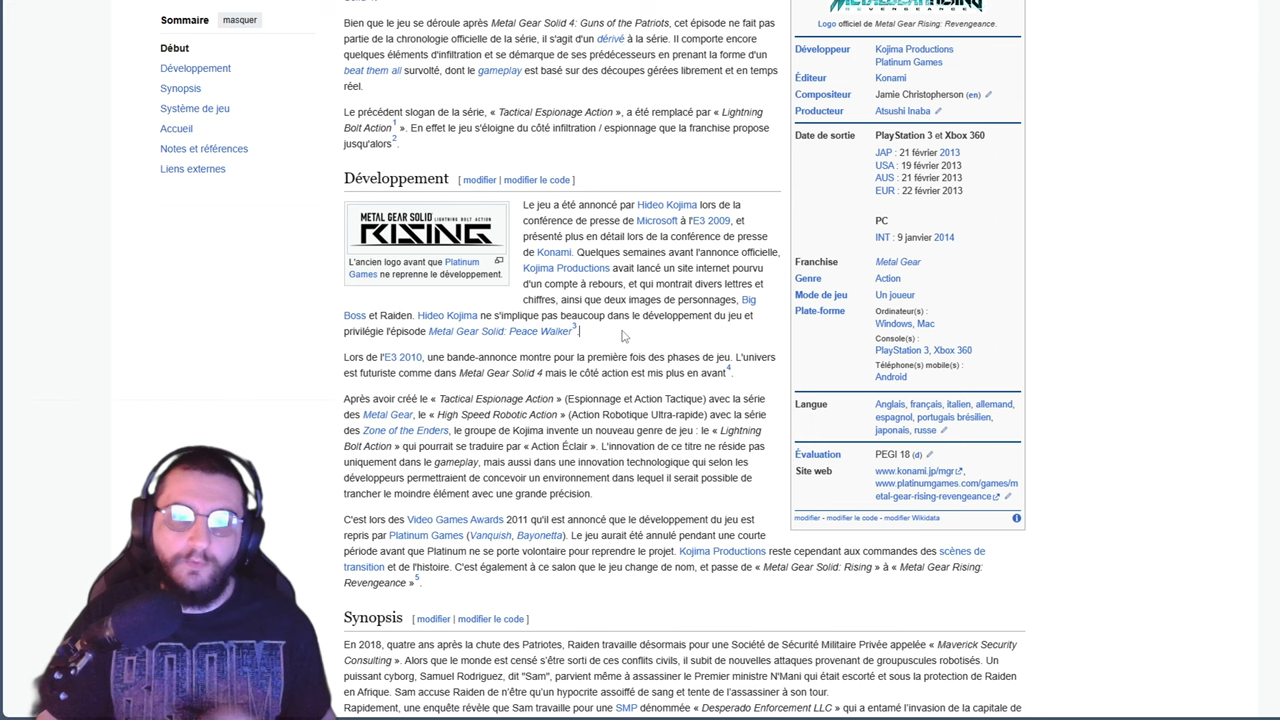 Sommaire masquer
Début
Développement
Synopsis
Système de jeu
Accueil
Notes et références
Liens externes
Bien que le jeu se déroule après Metal Gear Solid 4: Guns of the Patriots, cet épisode ne fait pas
partie de la chronologie officielle de la série, il s'agit d'un dérivé à la série. Il comporte encore
quelques éléments d'infiltration et se démarque de ses prédécesseurs en prenant la forme d'un
beat them all survolté, dont le gameplay est basé sur des découpes gérées librement et en temps
réel.
Le précédent slogan de la série, « Tactical Espionage Action », a été remplacé par « Lightning
Bolt Action1 ». En effet le jeu s'éloigne du côté infiltration / espionnage que la franchise propose
jusqu'alors2.
Développement [ modifier | modifier le code ]
METAL GEAR SOLID LIGHTNING BOLT ACTION
RISING
L'ancien logo avant que Platinum
Games ne reprenne le développement.
Le jeu a été annoncé par Hideo Kojima lors de la
conférence de presse de Microsoft à l'E3 2009, et
présenté plus en détail lors de la conférence de presse
de Konami. Quelques semaines avant l'annonce officielle,
Kojima Productions avait lancé un site internet pourvu
d'un compte à rebours, et qui montrait divers lettres et
chiffres, ainsi que deux images de personnages, Big
Boss et Raiden. Hideo Kojima ne s'implique pas beaucoup dans le développement du jeu et
privilégie l'épisode Metal Gear Solid: Peace Walker3.
Lors de l'E3 2010, une bande-annonce montre pour la première fois des phases de jeu. L'univers
est futuriste comme dans Metal Gear Solid 4 mais le côté action est mis plus en avant4.
Après avoir créé le « Tactical Espionage Action » (Espionage et Action Tactique) avec la série
des Metal Gear, le « High Speed Robotic Action » (Action Robotique Ultra-rapide) avec la série
des Zone of the Enders, le groupe de Kojima invente un nouveau genre de jeu : le « Lightning
Bolt Action » qui pourrait se traduire par « Action Éclair ». L'innovation de ce titre ne réside pas
uniquement dans le gameplay, mais aussi dans une innovation technologique qui selon les
développeurs permettraient de concevoir un environnement dans lequel il serait possible de
trancher le moindre élément avec une grande précision.
C'est lors des Video Games Awards 2011 qu'il est annoncé que le développement du jeu est
repris par Platinum Games (Vanquish, Bayonetta). Le jeu aurait été annulé pendant une courte
période avant que Platinum ne se porte volontaire pour reprendre le projet. Kojima Productions reste cependant aux commandes des scènes de
transition et de l'histoire. C'est également à ce salon que le jeu change de nom, et passe de « Metal Gear Solid: Rising » à « Metal Gear Rising:
Revengeance »5.
Synopsis [ modifier | modifier le code ]
En 2018, quatre ans après la chute des Patriotes, Raiden travaille désormais pour une Société de Sécurité Militaire Privée appelée « Maverick Security
Consulting ». Alors que le monde est censé s'être sorti de ces conflits civils, il subit de nouvelles attaques provenant de groupuscules robotisés. Un
puissant cyborg, Samuel Rodriguez, dit "Sam", parvient même à assassiner le Premier ministre N'Mani qui était escorté et sous la protection de Raiden
en Afrique. Sam accuse Raiden de n'être qu'un hypocrite assoiffé de sang et tente de l'assassiner à son tour.
Rapidement, une enquête révèle que Sam travaille pour une SMP dénommée « Desperado Enforcement LLC » qui a entamé l'invasion de la capitale de
REVENGEANCE
Logo officiel de Metal Gear Rising: Revengeance.
Développeur Kojima Productions
Platinum Games
Éditeur Konami
Compositeur Jamie Christopherson (en)
Producteur Atsushi Inaba
Date de sortie PlayStation 3 et Xbox 360
JAP : 21 février 2013
USA : 19 février 2013
AUS : 21 février 2013
EUR : 22 février 2013
PC
INT : 9 janvier 2014
Franchise Metal Gear
Genre Action
Mode de jeu Un joueur
Plate-forme Ordinateur(s) :
Windows, Mac
Console(s) :
PlayStation 3, Xbox 360
Téléphone(s) mobile(s) :
Android
Langue Anglais, français, italien, allemand,
espagnol, portugais brésilien,
japonais, russe
Évaluation PEGI 18 (d)
Site web www.konami.jp/mgr,
www.platinumgames.com/games/m
etal-gear-rising-revengeance
modifier - modifier le code - modifier Wikidata
DOOM